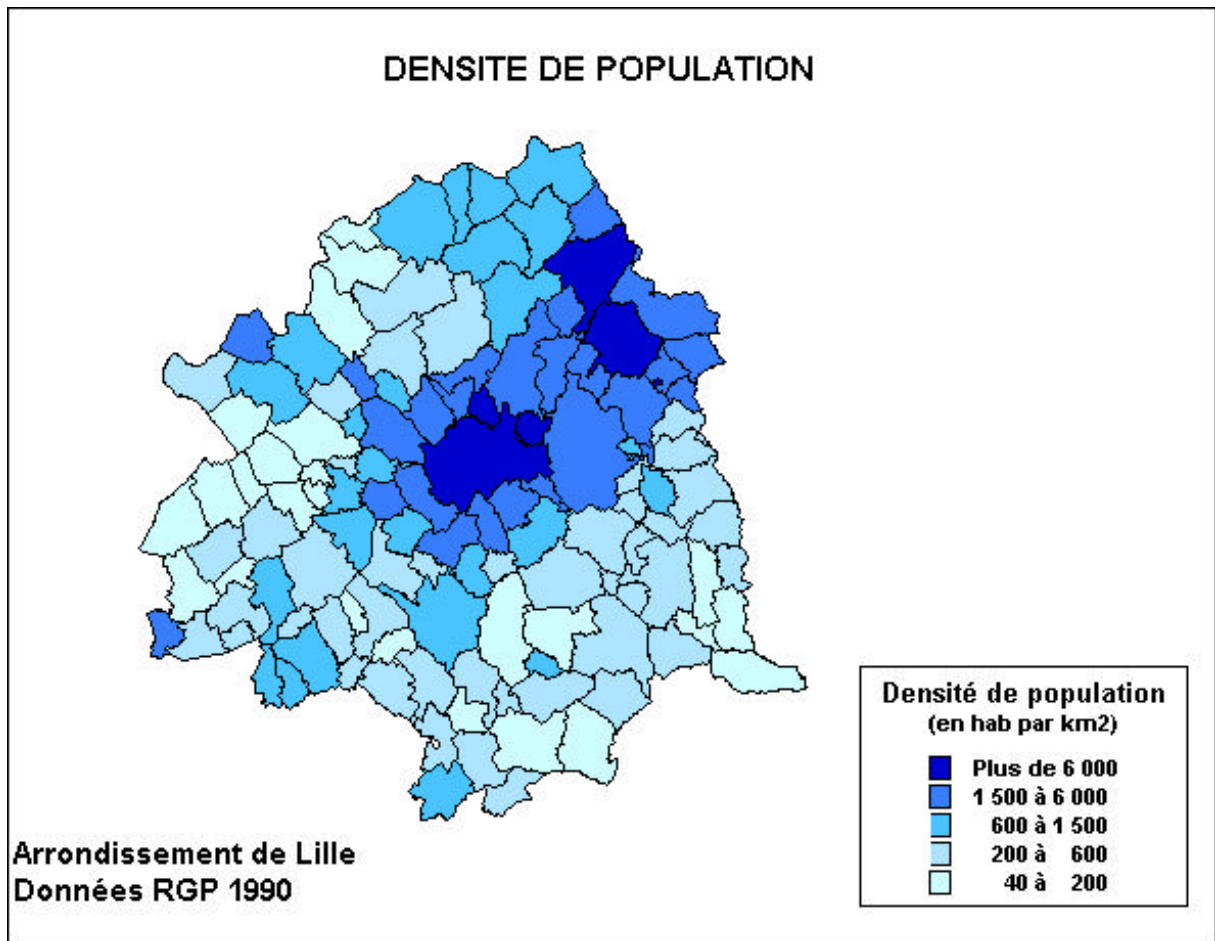 DENSITE DE POPULATION
Densité de population
(en hab par km2)
Plus de 6 000
1 500 à 6 000
600 à 1 500
200 à 600
40 à 200
Arrondissement de Lille
Données RGP 1990